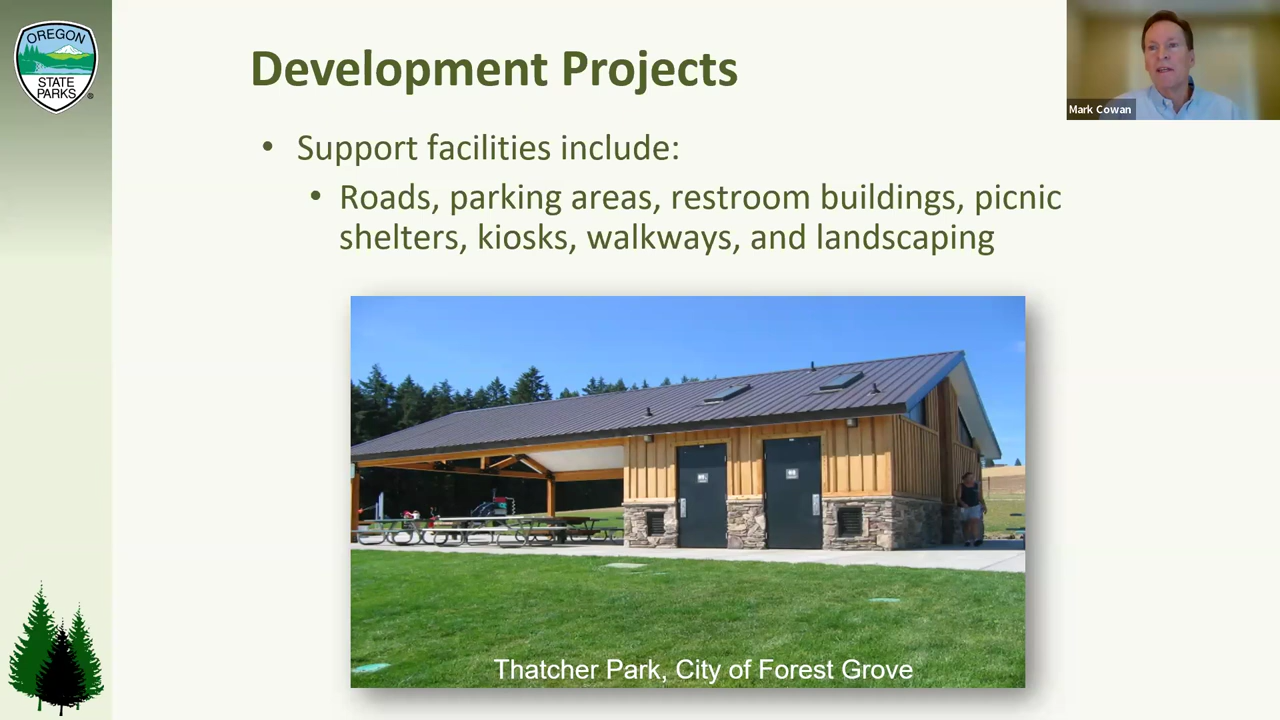 OREGON
STATE
PARKS
Development Projects
Mark Cowan
• Support facilities include:
• Roads, parking areas, restroom buildings, picnic
shelters, kiosks, walkways, and landscaping
Thatcher Park, City of Forest Grove